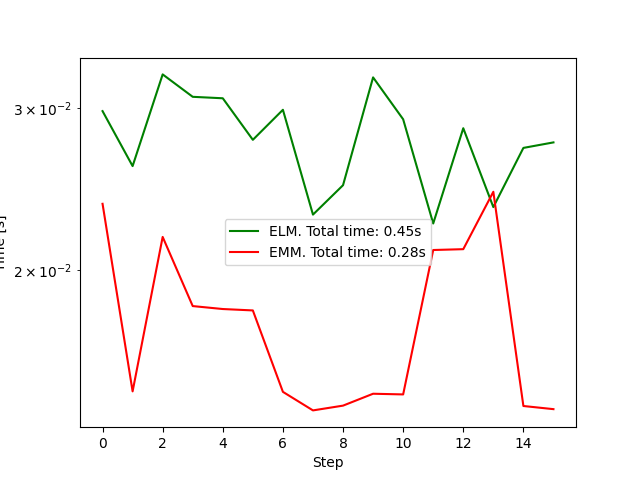 3 × 10⁻²
2 × 10⁻²
Time [s]
ELM. Total time: 0.45s
EMM. Total time: 0.28s
0 2 4 6 8 10 12 14
Step